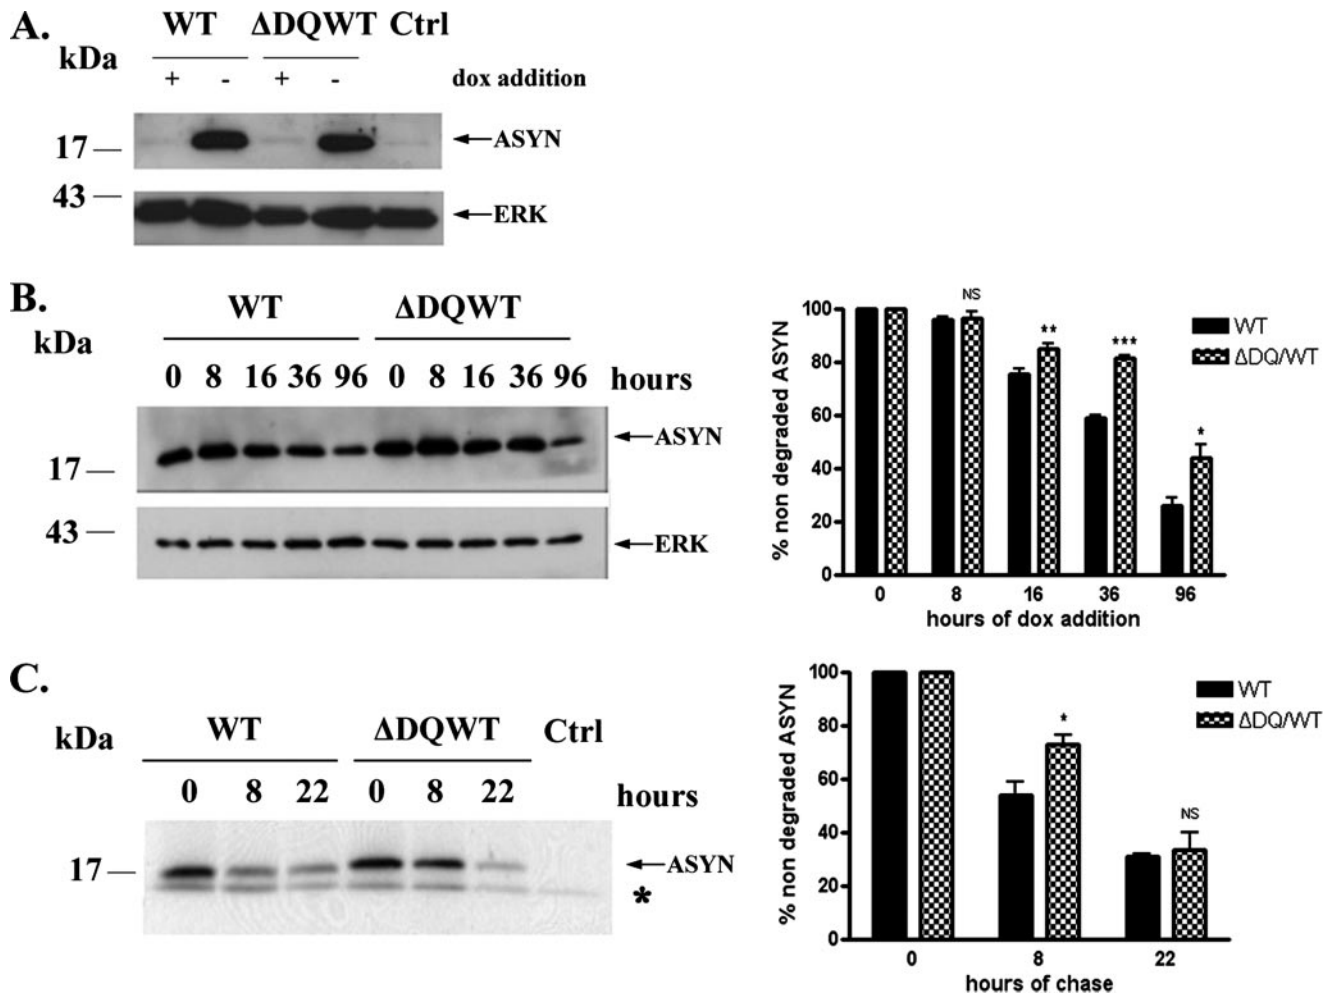 A.
WT ΔDQWT Ctrl
kDa
+ - + - dox addition
17 ASYN
43 ERK
B.
WT ΔDQWT
kDa
0 8 16 36 96 0 8 16 36 96 hours
ASYN
17
43
ERK
% non degraded ASYN
100
80
60
40
20
0
NS
**
***
*
WT
ΔDQ/WT
0 8 16 36 96
hours of dox addition
C.
WT ΔDQWT Ctrl
kDa
0 8 22 0 8 22 hours
17 ASYN
*
% non degraded ASYN
100
80
60
40
20
0
*
NS
WT
ΔDQ/WT
0 8 22
hours of chase